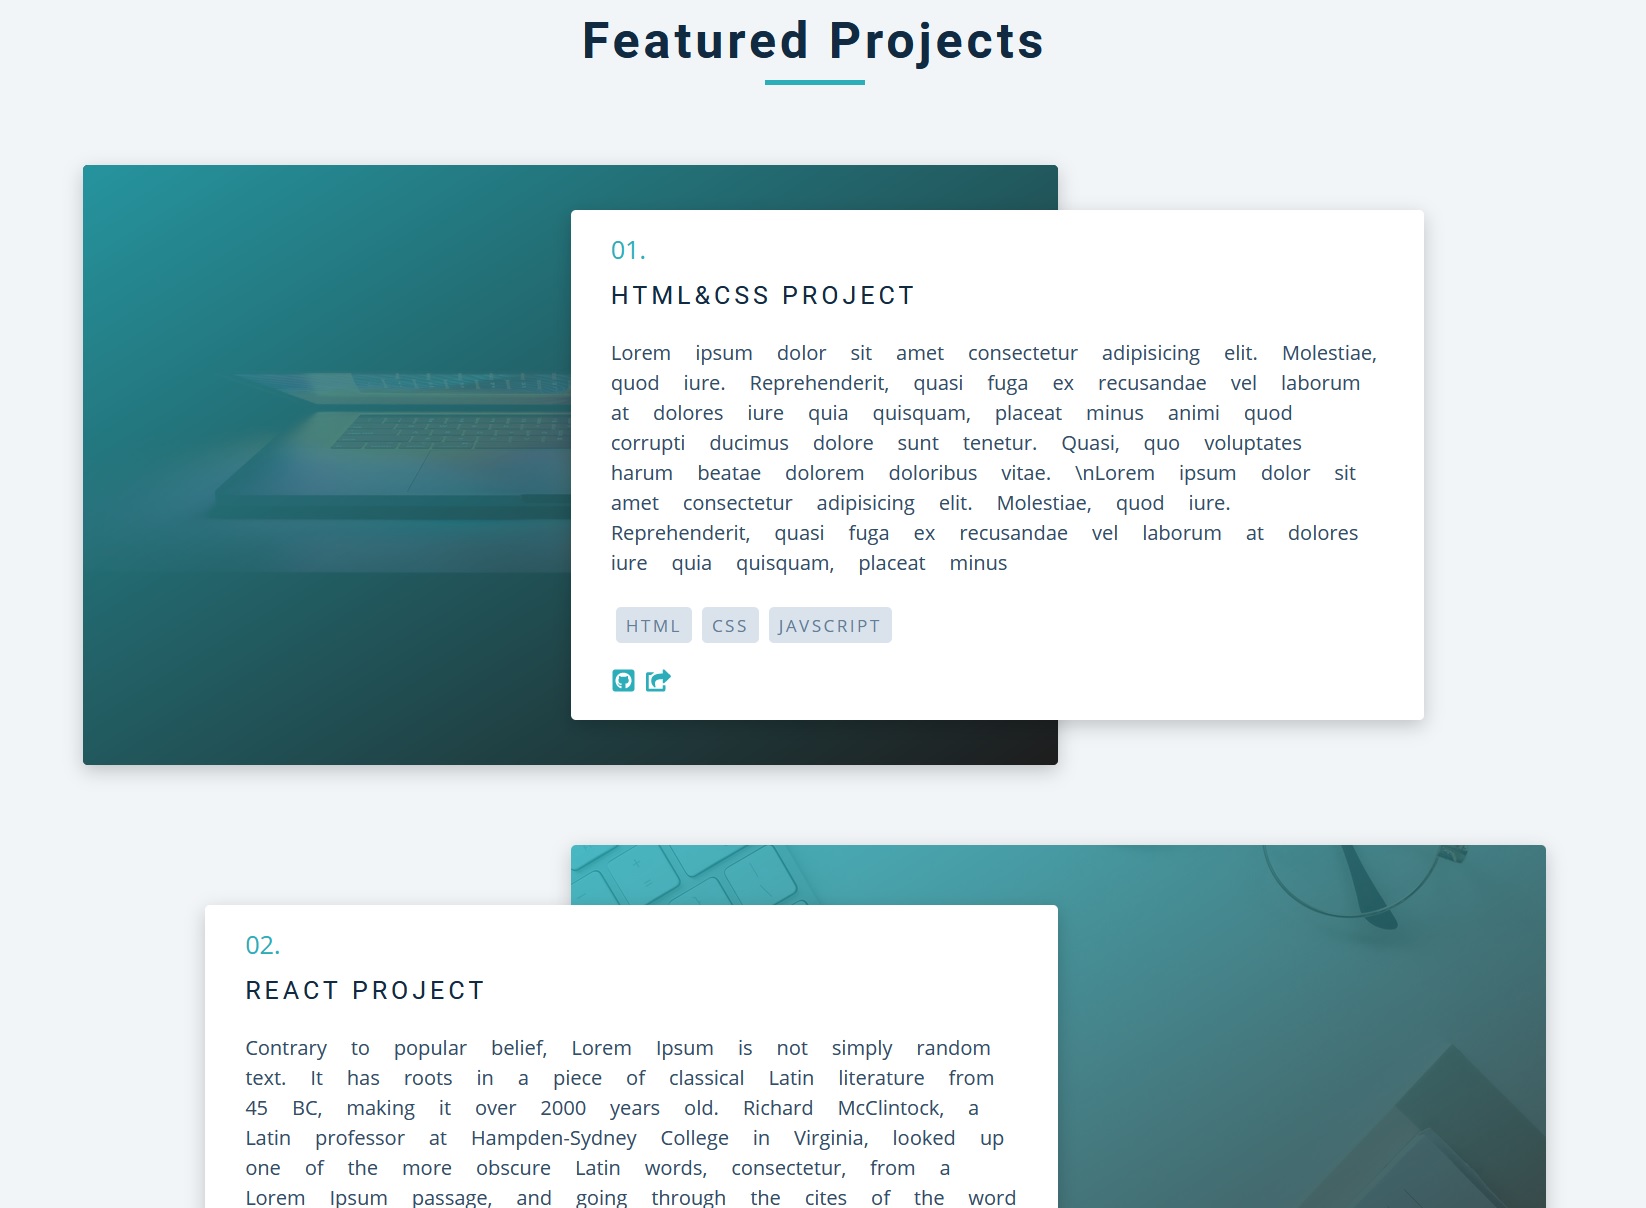 Featured Projects
01.
HTML&CSS PROJECT
Lorem ipsum dolor sit amet consectetur adipisicing elit. Molestiae,
quod iure. Reprehenderit, quasi fuga ex recusandae vel laborum
at dolores iure quia quisquam, placeat minus animi quod
corrupti ducimus dolore sunt tenetur. Quasi, quo voluptates
harum beatae dolorem doloribus vitae. \nLorem ipsum dolor sit
amet consectetur adipisicing elit. Molestiae, quod iure.
Reprehenderit, quasi fuga ex recusandae vel laborum at dolores
iure quia quisquam, placeat minus
HTML CSS JAVSCRIPT
02.
REACT PROJECT
Contrary to popular belief, Lorem Ipsum is not simply random
text. It has roots in a piece of classical Latin literature from
45 BC, making it over 2000 years old. Richard McClintock, a
Latin professor at Hampden-Sydney College in Virginia, looked up
one of the more obscure Latin words, consectetur, from a
Lorem Ipsum passage, and going through the cites of the word